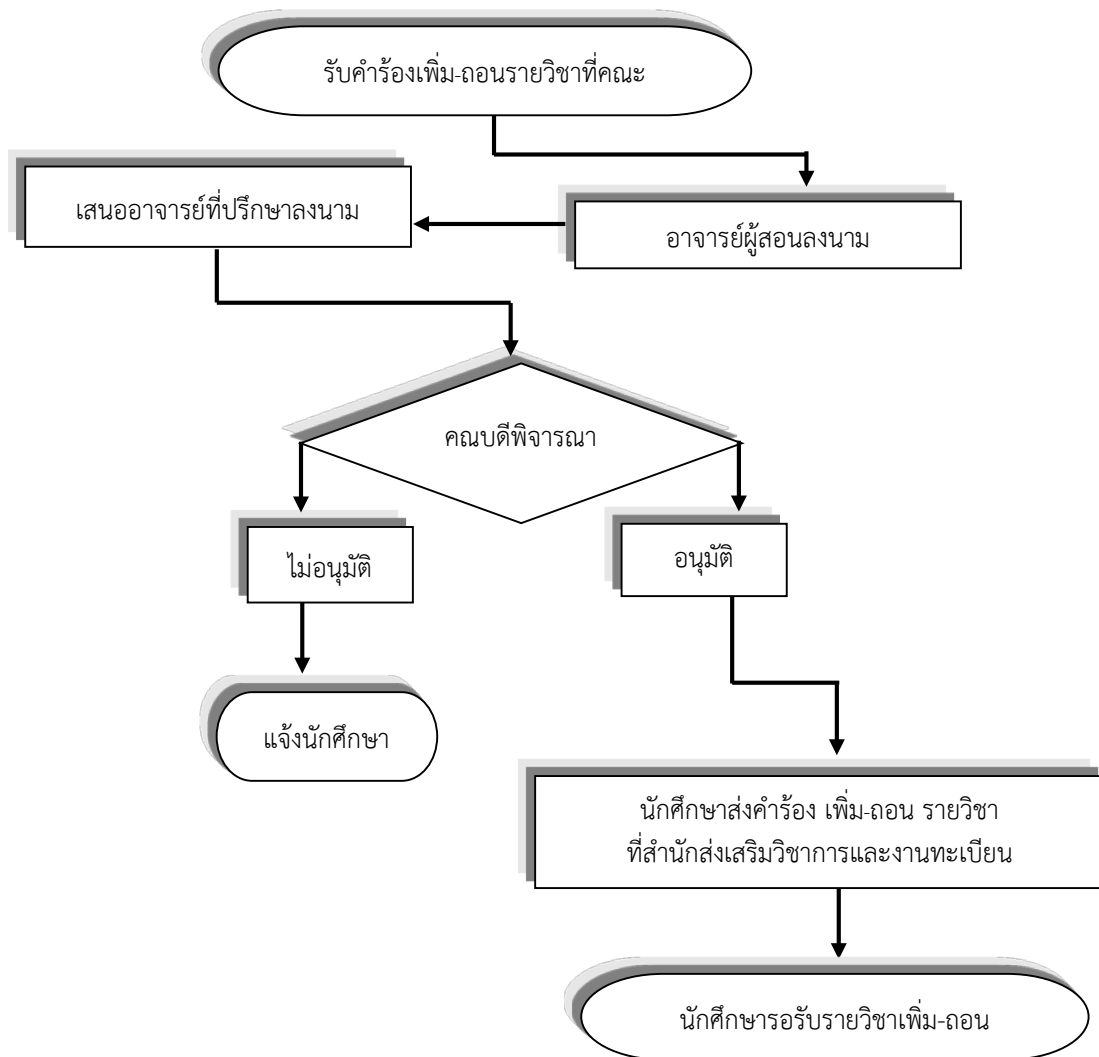 รับคำร้องเพิ่ม-ถอนรายวิชาที่คณะ
อาจารย์ผู้สอนลงนาม
เสนออาจารย์ที่ปรึกษาลงนาม
คณบดีพิจารณา
ไม่อนุมัติ
อนุมัติ
แจ้งนักศึกษา
นักศึกษาส่งคำร้อง เพิ่ม-ถอน รายวิชา
ที่สำนักส่งเสริมวิชาการและงานทะเบียน
นักศึกษารอรับรายวิชาเพิ่ม-ถอน